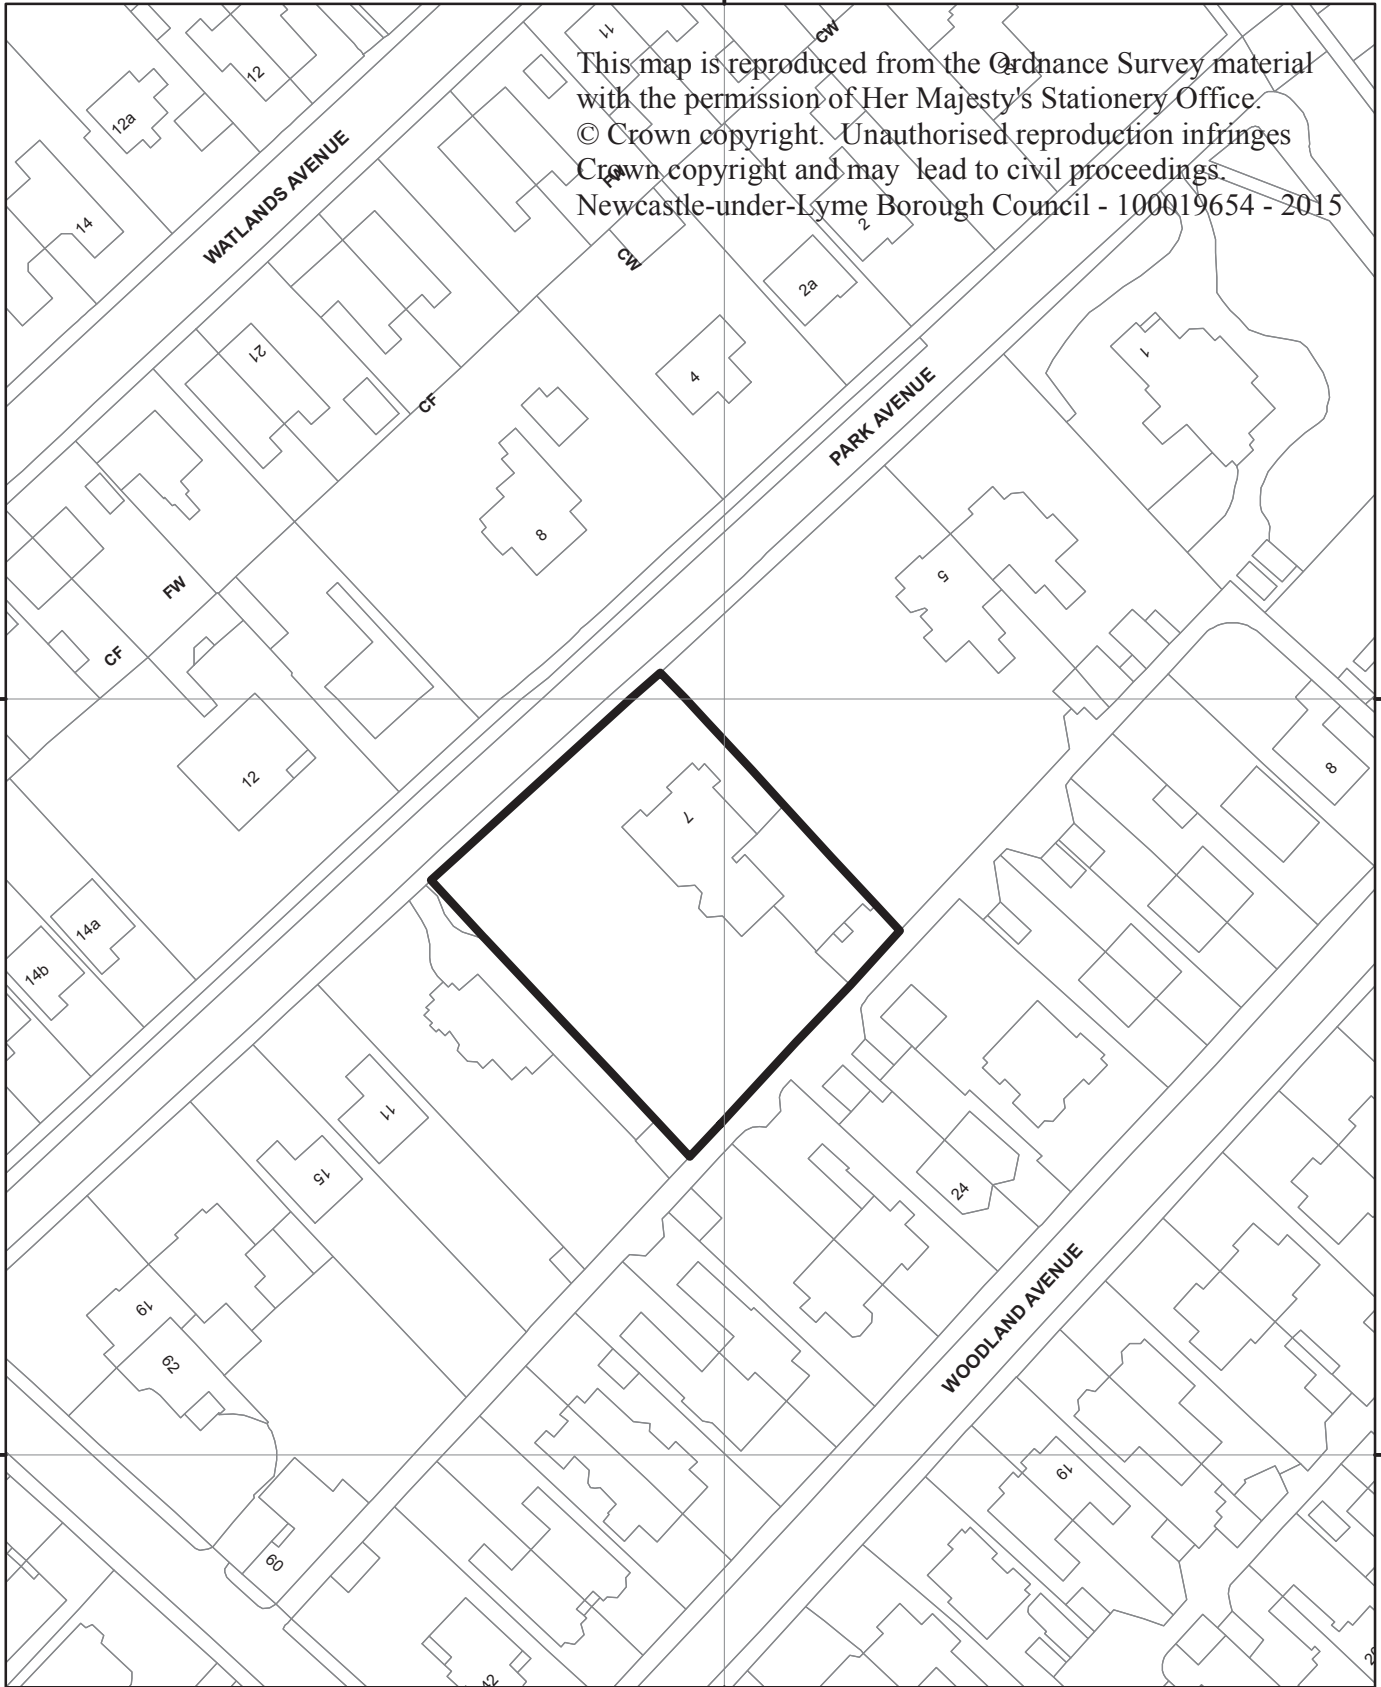 This map is reproduced from the Ordnance Survey material
with the permission of Her Majesty's Stationery Office.
© Crown copyright.  Unauthorised reproduction infringes
Crown copyright and may  lead to civil proceedings.
Newcastle-under-Lyme Borough Council - 100019654 - 2015
11
CW
12
12a
WATLANDS AVENUE
FW
14
2
CW
2a
21
1
4
CF
PARK AVENUE
8
5
FW
CF
12
8
7
14a
14b
11
15
24
19
WOODLAND AVENUE
62
19
60
42